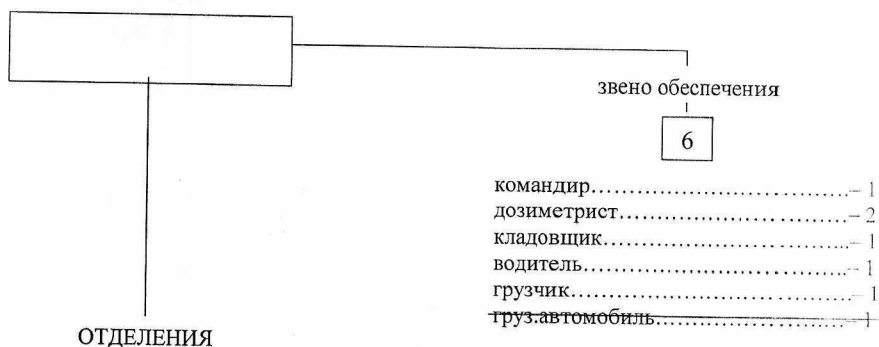 звено обеспечения
6
командир..............................– 1
дозиметрист.........................– 2
кладовщик...........................– 1
водитель..............................– 1
грузчик................................– 1
груз.автомобиль...................– 1
ОТДЕЛЕНИЯ